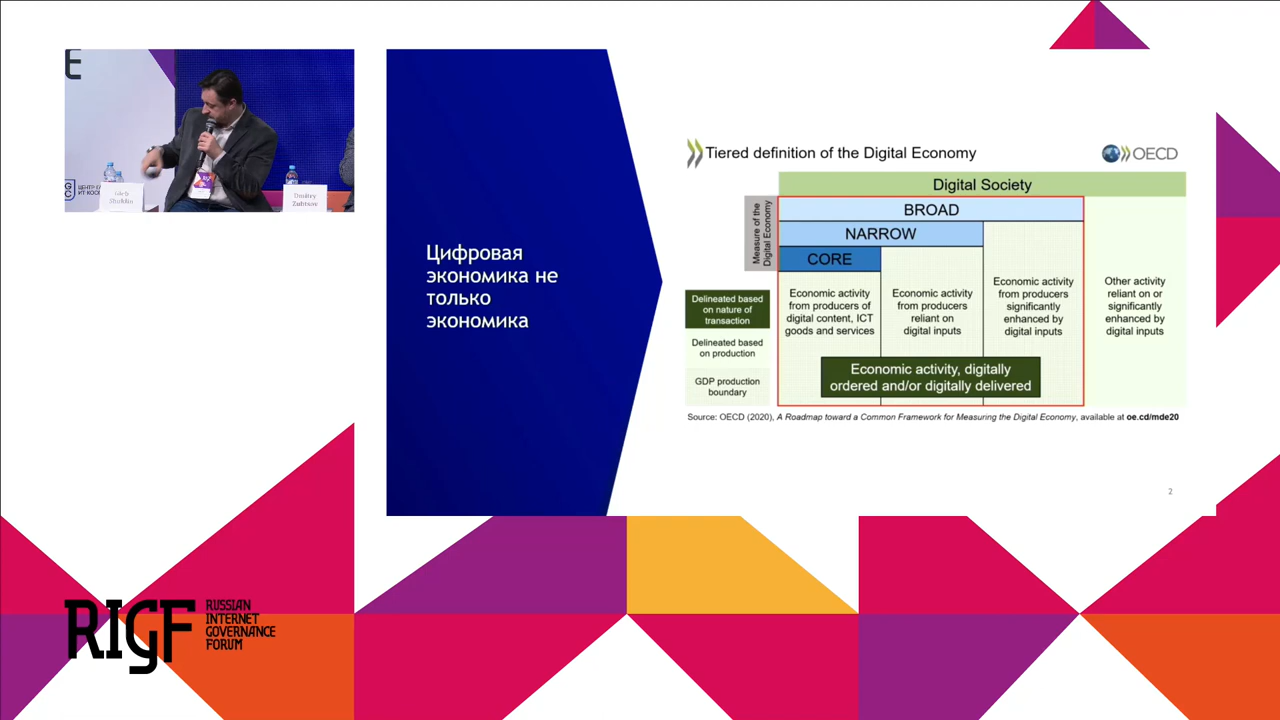 E
ЦЕНТР
ИТ
Gleb
Dmitry
Цифровая
экономика не
только
экономика
Tiered definition of the Digital Economy
OECD
Digital Society
Measure of the
Digital Economy
BROAD
NARROW
CORE
Delineated based
on nature of
transaction
Delineated based
on production
GDP production
boundary
Economic activity
from producers of
digital content, ICT
goods and services
Economic activity
from producers
reliant on
digital inputs
Economic activity
from producers
significantly
enhanced by
digital inputs
Other activity
reliant on or
significantly
enhanced by
digital inputs
Economic activity, digitally
ordered and/or digitally delivered
Source: OECD (2020), A Roadmap toward a Common Framework for Measuring the Digital Economy, available at oe.cd/mde20
2
RIGF
RUSSIAN
INTERNET
GOVERNANCE
FORUM